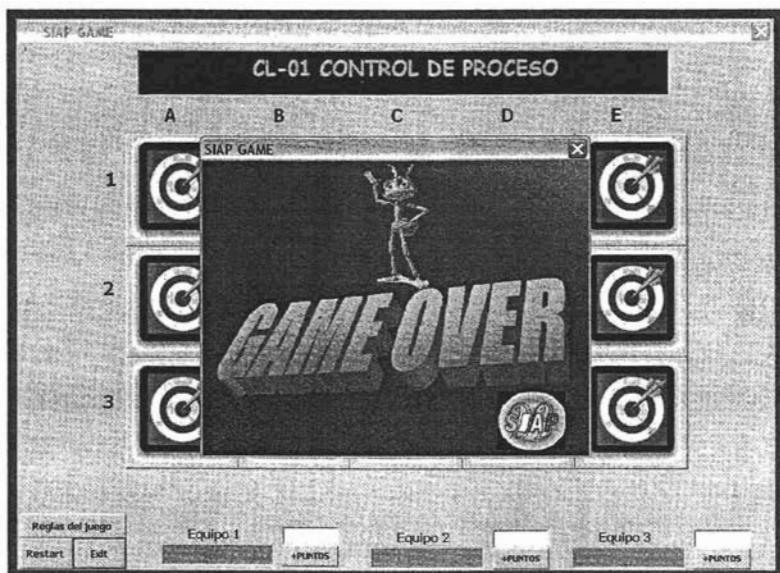 SIAP GAME
CL-01 CONTROL DE PROCESO
A B C D E
SIAP GAME
1
2
3
GAME OVER
SIAP
Reglas del Juego
Restart Exit
Equipo 1 +PUNTOS
Equipo 2 +PUNTOS
Equipo 3 +PUNTOS